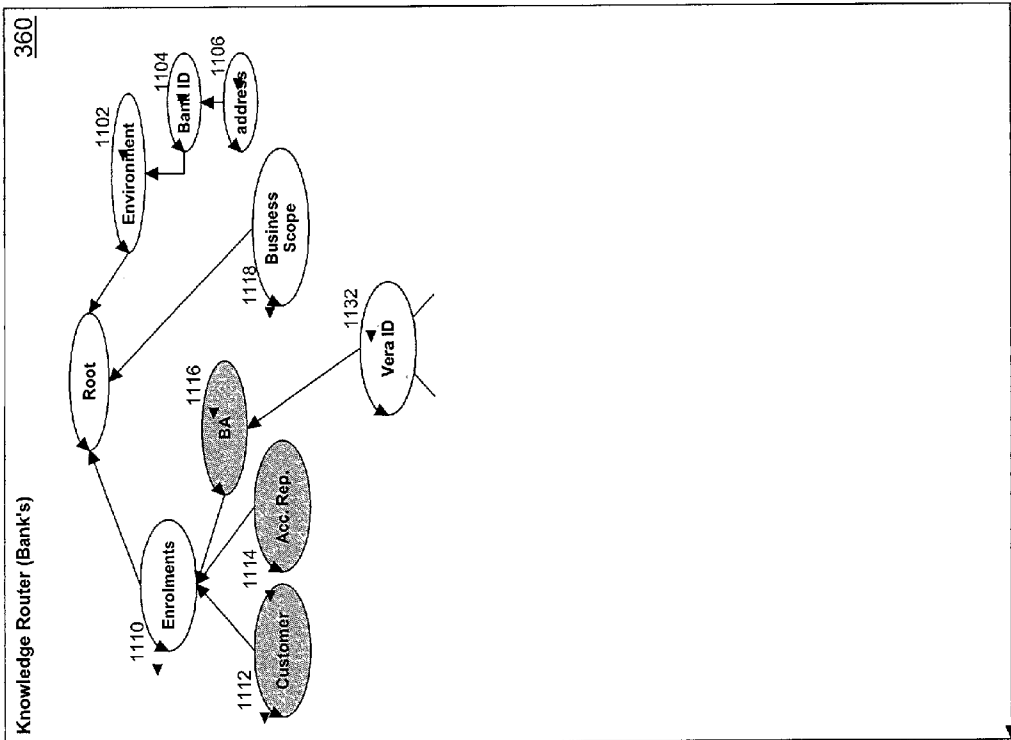 Knowledge Router (Bank's)
360
Root
Environment
1102
Bank ID
1104
address
1106
Enrolments
1110
Business
Scope
1118
BA
1116
Acc. Rep.
1114
Customer
1112
Vera ID
1132